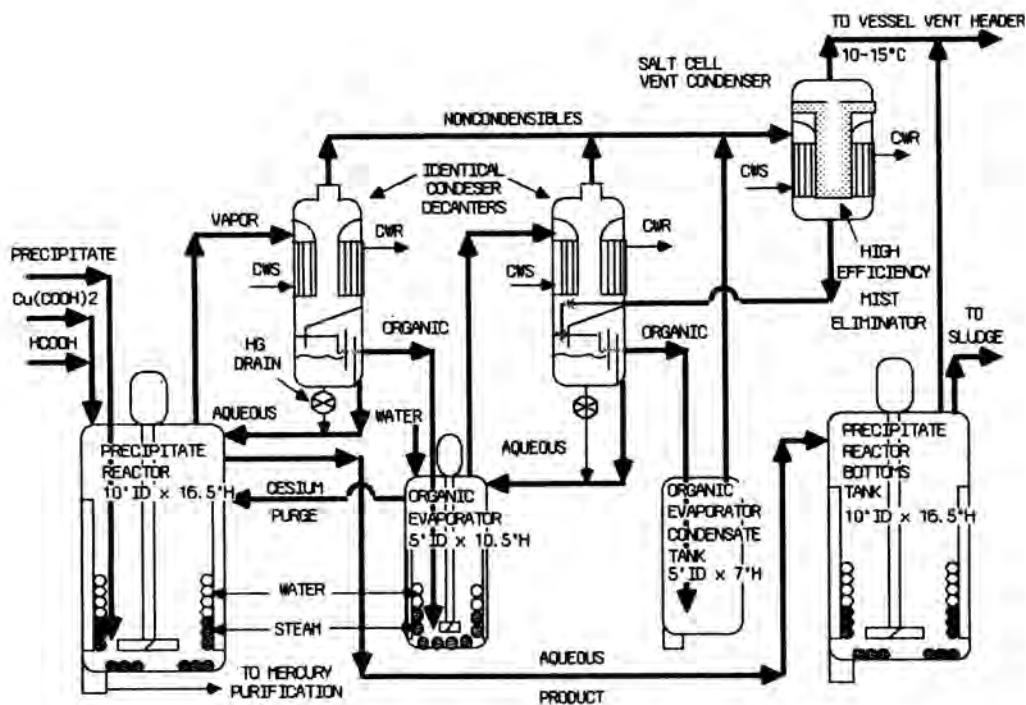 TO VESSEL VENT HEADER
10-15°C
SALT CELL
VENT CONDENSER
NONCONDENSIBLES
CWR
CWS
IDENTICAL
CONDESER
DECANTERS
VAPOR
CWR
CWR
CWS
CWS
HIGH
EFFICIENCY
MIST
ELIMINATOR
PRECIPITATE
Cu(COOH)2
HCOOH
ORGANIC
ORGANIC
HG
DRAIN
TO
SLUDGE
AQUEOUS
WATER
AQUEOUS
PRECIPITATE
REACTOR
10' ID x 16.5'H
CESIUM
PURGE
ORGANIC
EVAPORATOR
5'ID x 10.5'H
ORGANIC
EVAPORATOR
CONDENSATE
TANK
5'ID x 7'H
PRECIPITATE
REACTOR
BOTTOMS
TANK
10'ID x 16.5'H
WATER
STEAM
AQUEOUS
PRODUCT
TO MERCURY
PURIFICATION